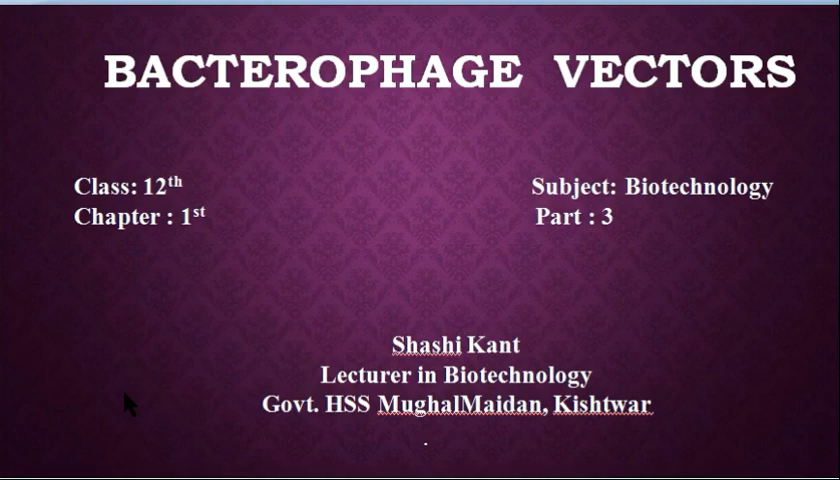 BACTEROPHAGE VECTORS
Class: 12th Subject: Biotechnology
Chapter : 1st Part : 3
Shashi Kant
Lecturer in Biotechnology
Govt. HSS MughalMaidan, Kishtwar
.